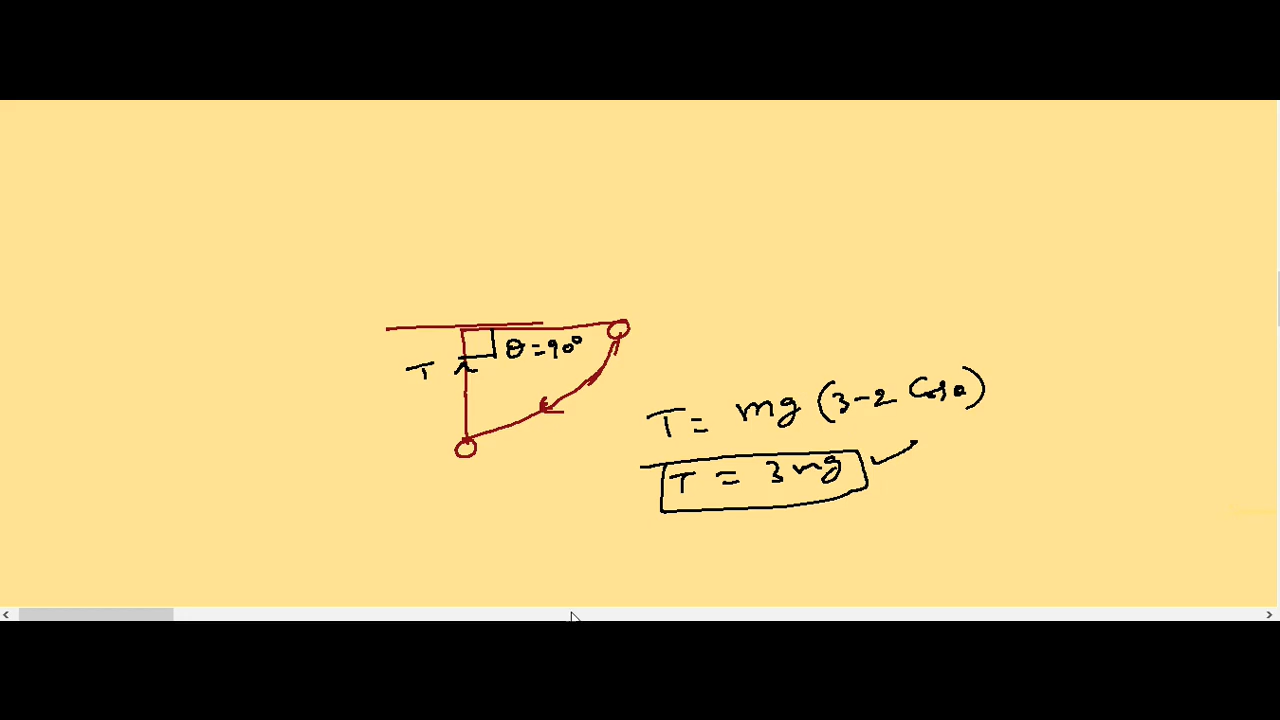 θ=90°
T
T = mg (3-2 Cosθ)
T = 3mg